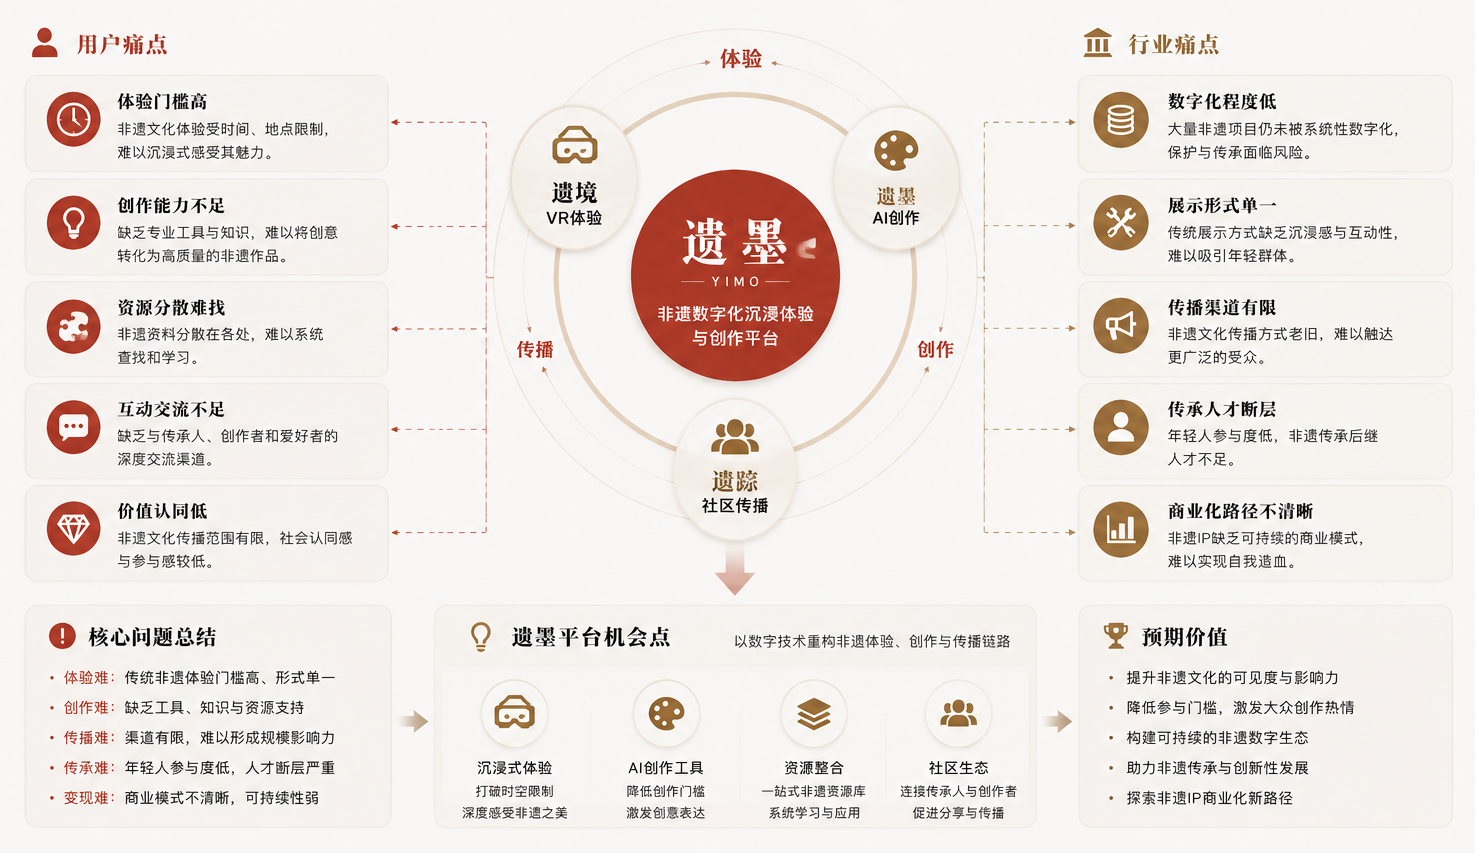 用户痛点
体验门槛高
非遗文化体验受时间、地点限制，
难以沉浸式感受其魅力。
创作能力不足
缺乏专业工具与知识，难以将创意
转化为高质量的非遗作品。
资源分散难找
非遗资料分散在各处，难以系统
查找和学习。
互动交流不足
缺乏与传承人、创作者和爱好者的
深度交流渠道。
价值认同低
非遗文化传播范围有限，社会认同感
与参与感较低。
体验
遗境
VR体验
遗墨
AI创作
遗墨
YIMO
非遗数字化沉浸体验
与创作平台
传播
创作
遗踪
社区传播
行业痛点
数字化程度低
大量非遗项目仍未被系统性数字化，
保护与传承面临风险。
展示形式单一
传统展示方式缺乏沉浸感与互动性，
难以吸引年轻群体。
传播渠道有限
非遗文化传播方式老旧，难以触达
更广泛的受众。
传承人才断层
年轻人参与度低，非遗传承后继
人才不足。
商业化路径不清晰
非遗IP缺乏可持续的商业模式，
难以实现自我造血。
核心问题总结
• 体验难：传统非遗体验门槛高、形式单一
• 创作难：缺乏工具、知识与资源支持
• 传播难：渠道有限，难以形成规模影响力
• 传承难：年轻人参与度低，人才断层严重
• 变现难：商业模式不清晰，可持续性弱
遗墨平台机会点
以数字技术重构非遗体验、创作与传播链路
沉浸式体验
打破时空限制
深度感受非遗之美
AI创作工具
降低创作门槛
激发创意表达
资源整合
一站式非遗资源库
系统学习与应用
社区生态
连接传承人与创作者
促进分享与传播
预期价值
• 提升非遗文化的可见度与影响力
• 降低参与门槛，激发大众创作热情
• 构建可持续的非遗数字生态
• 助力非遗传承与创新性发展
• 探索非遗IP商业化新路径